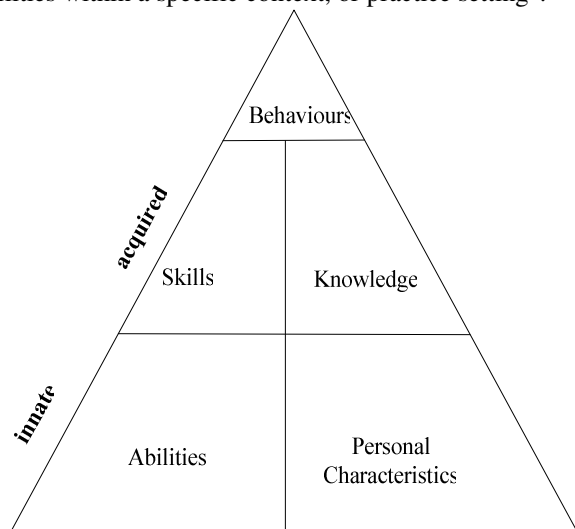 within a specific context, or practice setting".
Behaviours
acquired
Skills
Knowledge
innate
Abilities
Personal
Characteristics